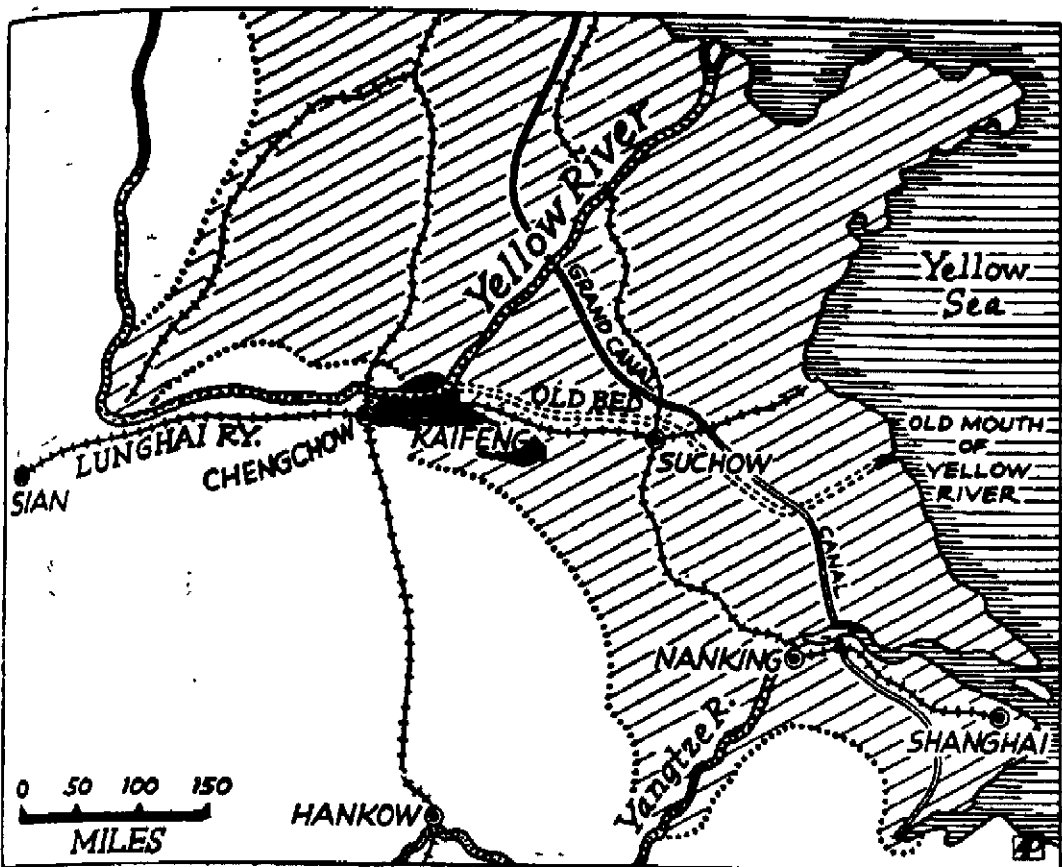 Yellow River
GRAND CANAL
Yellow
Sea
OLD BED
LUNGHAI RY.
CHENGCHOW
KAIFENG
SUCHOW
OLD MOUTH
OF
YELLOW
RIVER
SIAN
CANAL
NANKING
Yangtze R.
SHANGHAI
0 50 100 150
MILES
HANKOW